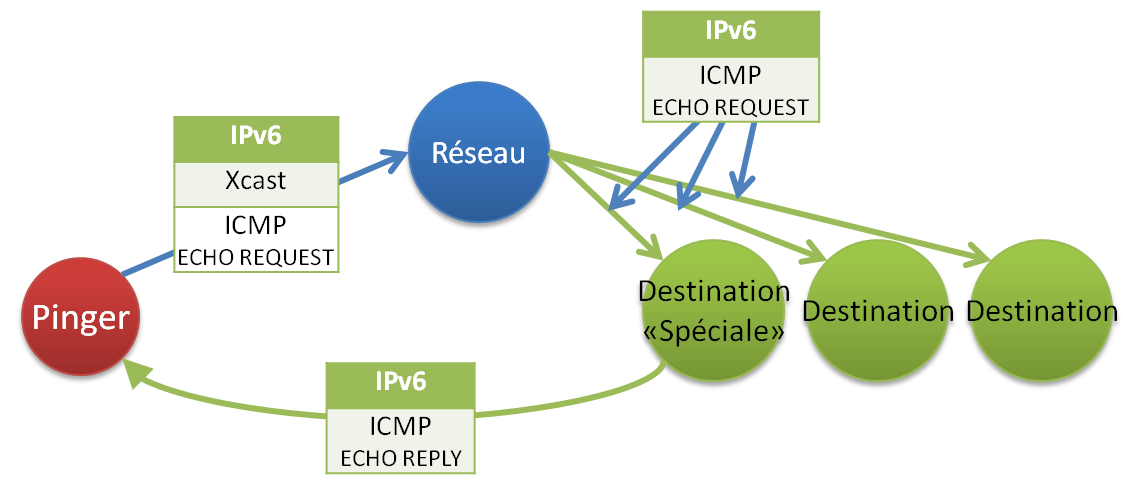 IPv6
ICMP
ECHO REQUEST
IPv6
Xcast
ICMP
ECHO REQUEST
Réseau
Pinger
Destination
«Spéciale»
Destination
Destination
IPv6
ICMP
ECHO REPLY